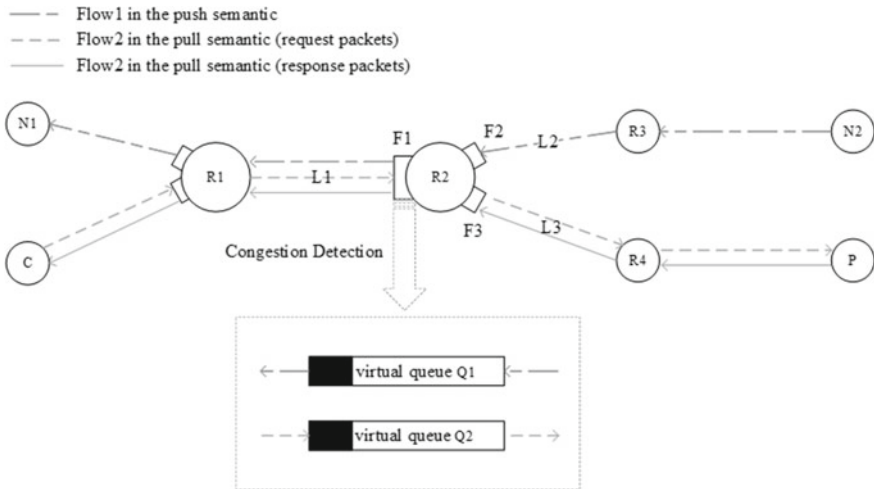 Flow1 in the push semantic
Flow2 in the pull semantic (request packets)
Flow2 in the pull semantic (response packets)
N1
F1
F2
L2
R3
N2
R1
L1
R2
F3
L3
C
Congestion Detection
R4
P
virtual queue Q1
virtual queue Q2